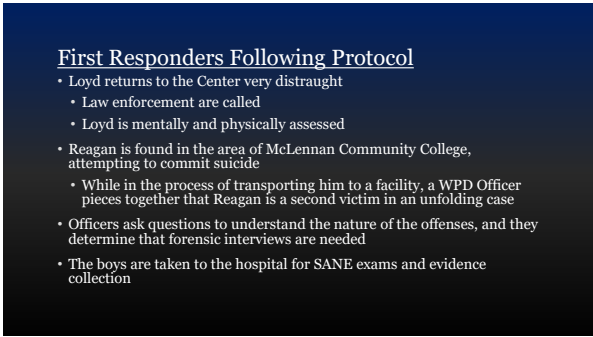 First Responders Following Protocol
• Loyd returns to the Center very distraught
• Law enforcement are called
• Loyd is mentally and physically assessed
• Reagan is found in the area of McLennan Community College,
attempting to commit suicide
• While in the process of transporting him to a facility, a WPD Officer
pieces together that Reagan is a second victim in an unfolding case
• Officers ask questions to understand the nature of the offenses, and they
determine that forensic interviews are needed
• The boys are taken to the hospital for SANE exams and evidence
collection